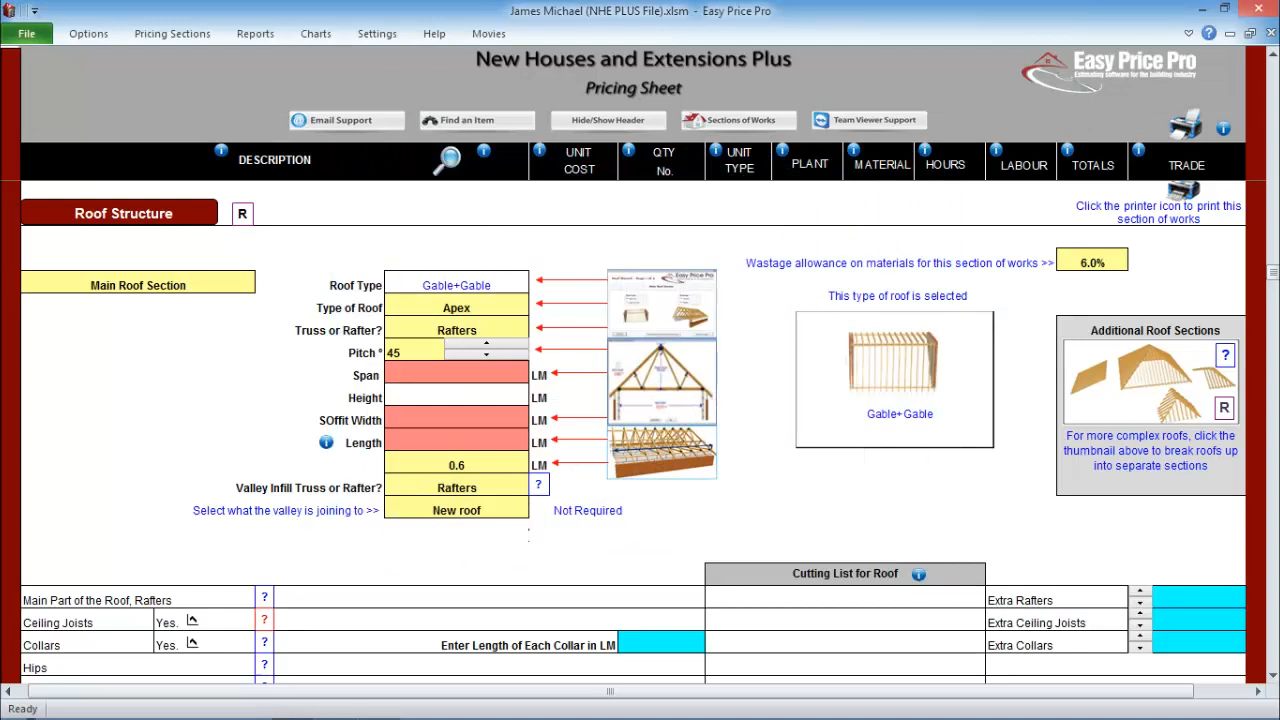 James Michael (NHE PLUS File).xlsm - Easy Price Pro
File Options Pricing Sections Reports Charts Settings Help Movies
New Houses and Extensions Plus
Pricing Sheet
Easy Price Pro
Estimating software for the building industry
Email Support Find an Item Hide/Show Header Sections of Works Team Viewer Support
DESCRIPTION UNIT COST QTY No. UNIT TYPE PLANT MATERIAL HOURS LABOUR TOTALS TRADE
Roof Structure R
Click the printer icon to print this
section of works
Wastage allowance on materials for this section of works >> 6.0%
Main Roof Section
Roof Type Gable+Gable
Type of Roof Apex
Truss or Rafter? Rafters
Pitch º 45
Span LM
Height LM
SOffit Width LM
Length LM
0.6 LM
Valley Infill Truss or Rafter? Rafters ?
Select what the valley is joining to >> New roof Not Required
This type of roof is selected
Gable+Gable
Additional Roof Sections
?
R
For more complex roofs, click the
thumbnail above to break roofs up
into separate sections
Cutting List for Roof
Main Part of the Roof, Rafters ? Extra Rafters
Ceiling Joists Yes. ? Extra Ceiling Joists
Collars Yes. ? Enter Length of Each Collar in LM Extra Collars
Hips ?
Ready